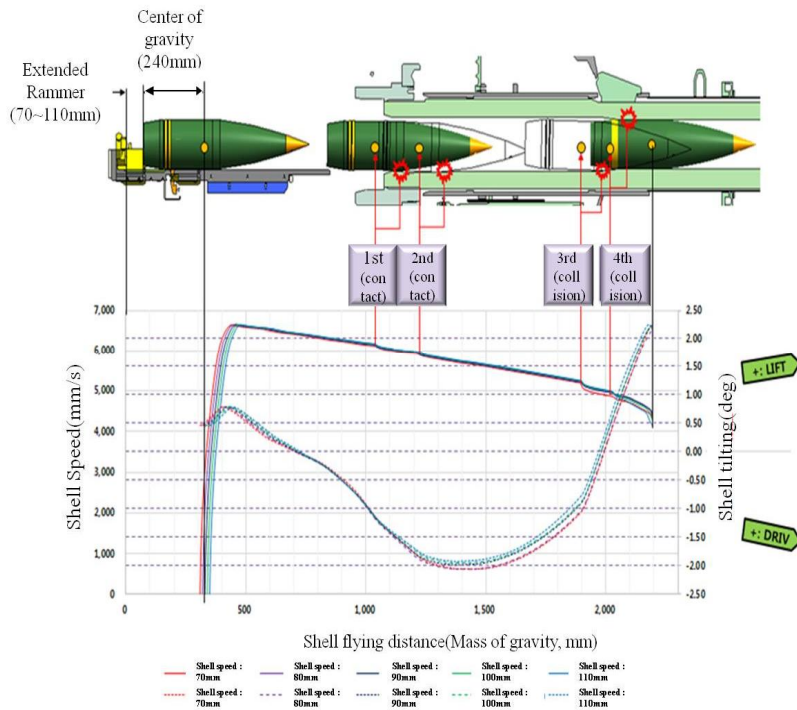 Center of
gravity
(240mm)
Extended
Rammer
(70~110mm)
1st
(con
tact)
2nd
(con
tact)
3rd
(coll
ision)
4th
(coll
ision)
7,000
6,000
5,000
4,000
3,000
2,000
1,000
0
Shell Speed(mm/s)
2.50
2.00
1.50
1.00
0.50
0.00
-0.50
-1.00
-1.50
-2.00
-2.50
Shell tilting(deg)
+: LIFT
+: DRIV
0
500
1,000
1,500
2,000
Shell flying distance(Mass of gravity, mm)
Shell speed :
70mm
Shell speed :
80mm
Shell speed :
90mm
Shell speed :
100mm
Shell speed :
110mm
Shell speed :
70mm
Shell speed :
80mm
Shell speed :
90mm
Shell speed :
100mm
Shell speed :
110mm